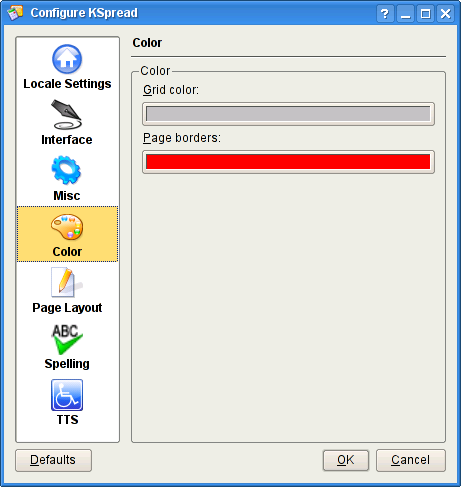 Configure KSpread
Locale Settings
Interface
Misc
Color
Page Layout
ABC
Spelling
TTS
Color
Color
Grid color:
Page borders:
Defaults
OK
Cancel